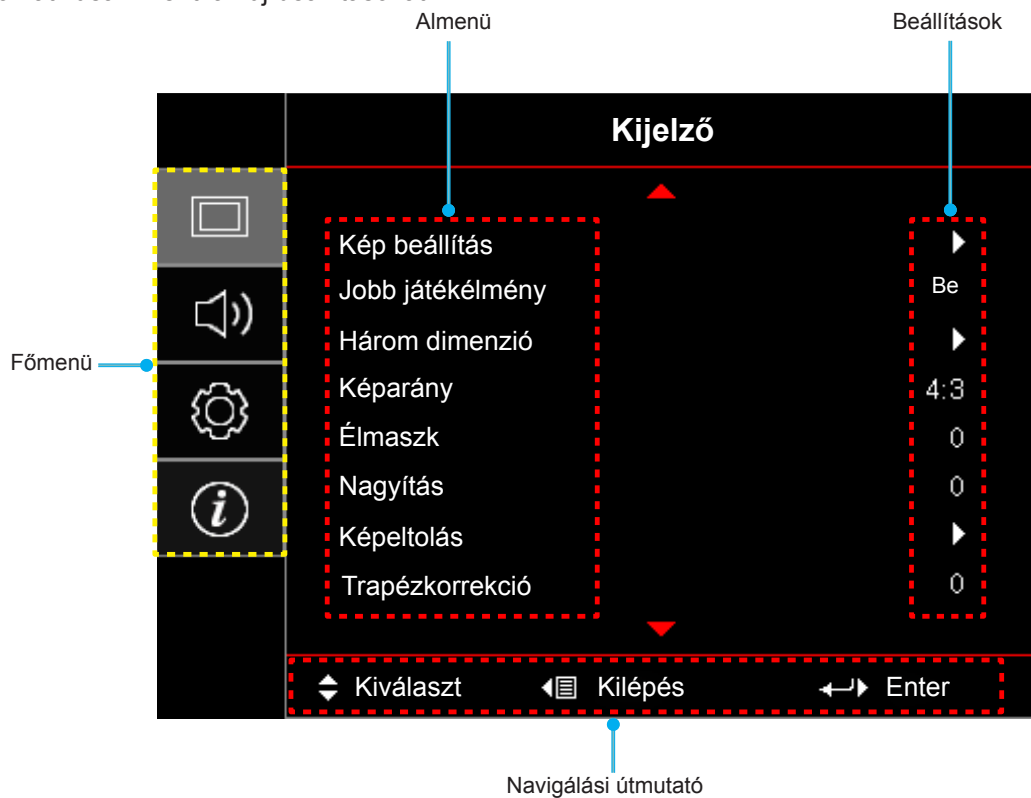 Almenü
Beállítások
Kijelző
Kép beállítás
Jobb játékélmény
Be
Három dimenzió
Főmenü
Képarány
4:3
Élmaszk
0
Nagyítás
0
Képeltolás
Trapézkorrekció
0
Kiválaszt
Kilépés
Enter
Navigálási útmutató